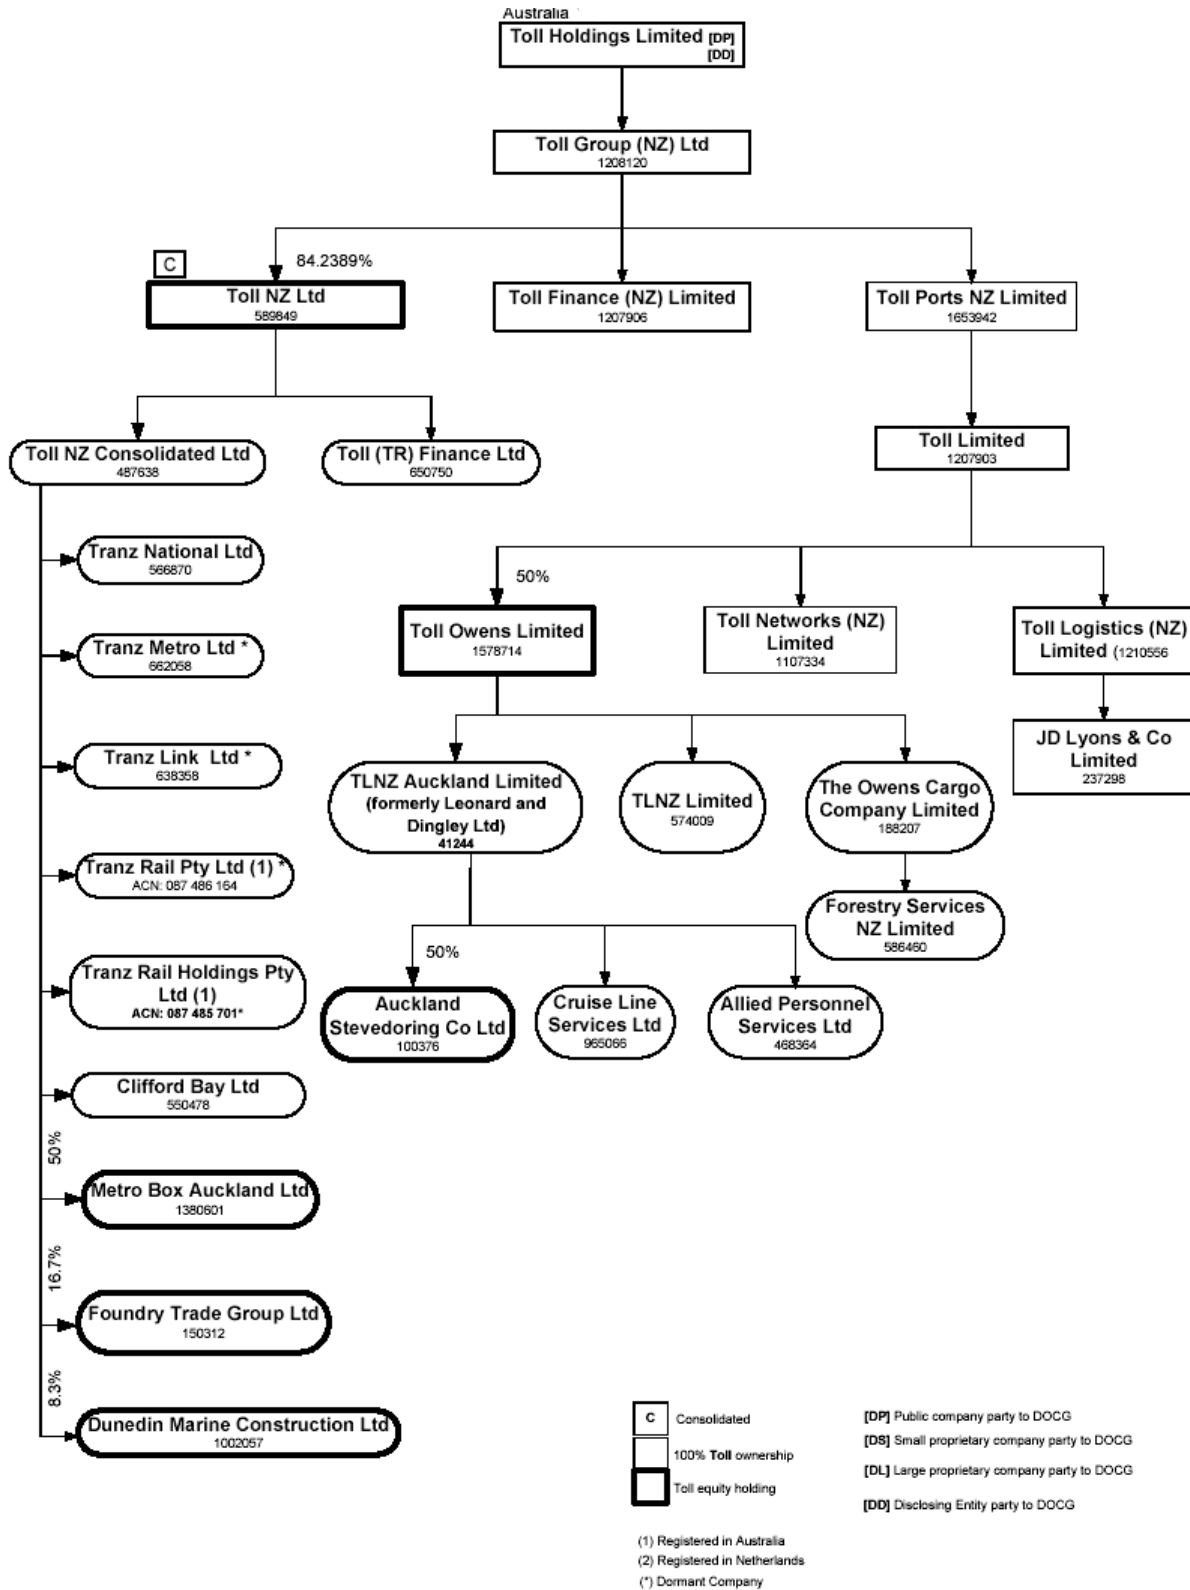 Australia
Toll Holdings Limited [DP]
[DD]
Toll Group (NZ) Ltd
1208120
C
84.2389%
Toll NZ Ltd
589849
Toll Finance (NZ) Limited
1207906
Toll Ports NZ Limited
1653942
Toll NZ Consolidated Ltd
487638
Toll (TR) Finance Ltd
650750
Toll Limited
1207903
Tranz National Ltd
566870
50%
Toll Owens Limited
1578714
Toll Networks (NZ)
Limited
1107334
Toll Logistics (NZ)
Limited (1210556
Tranz Metro Ltd *
662058
JD Lyons & Co
Limited
237298
Tranz Link Ltd *
638358
TLNZ Auckland Limited
(formerly Leonard and
Dingley Ltd)
41244
TLNZ Limited
574009
The Owens Cargo
Company Limited
188207
Tranz Rail Pty Ltd (1) *
ACN: 087 486 164
Forestry Services
NZ Limited
586460
50%
Tranz Rail Holdings Pty
Ltd (1)
ACN: 087 485 701*
Auckland
Stevedoring Co Ltd
100376
Cruise Line
Services Ltd
965066
Allied Personnel
Services Ltd
468364
Clifford Bay Ltd
550478
50%
Metro Box Auckland Ltd
1380601
16.7%
Foundry Trade Group Ltd
150312
8.3%
Dunedin Marine Construction Ltd
1002057
C Consolidated
100% Toll ownership
Toll equity holding
[DP] Public company party to DOCG
[DS] Small proprietary company party to DOCG
[DL] Large proprietary company party to DOCG
[DD] Disclosing Entity party to DOCG
(1) Registered in Australia
(2) Registered in Netherlands
(*) Dormant Company